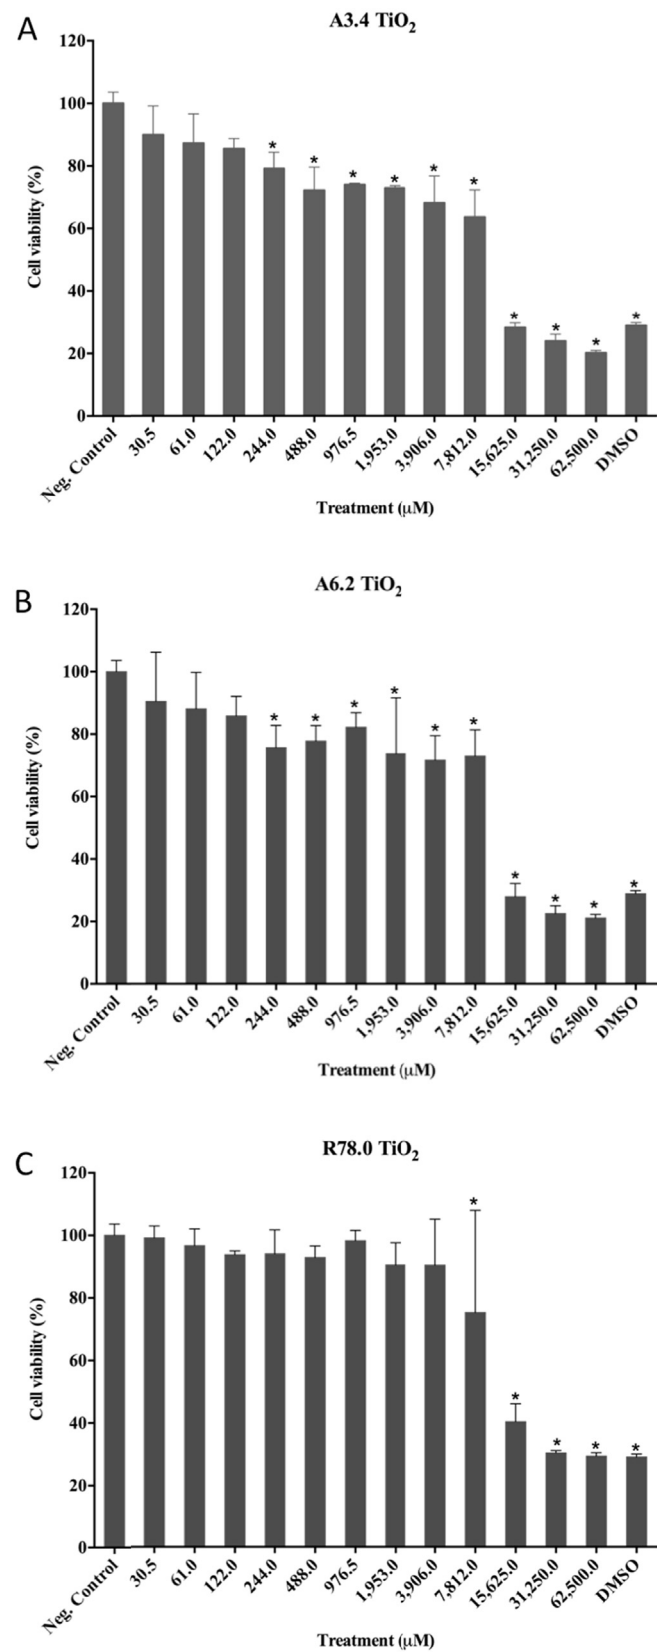 A
A3.4 TiO2
Cell viability (%)
120
100
80
60
40
20
0
* * * * * * * * * *
Neg. Control 30.5 61.0 122.0 244.0 488.0 976.5 1,953.0 3,906.0 7,812.0 15,625.0 31,250.0 62,500.0 DMSO
Treatment (μM)
B
A6.2 TiO2
Cell viability (%)
120
100
80
60
40
20
0
* * * * * * * * * *
Neg. Control 30.5 61.0 122.0 244.0 488.0 976.5 1,953.0 3,906.0 7,812.0 15,625.0 31,250.0 62,500.0 DMSO
Treatment (μM)
C
R78.0 TiO2
Cell viability (%)
120
100
80
60
40
20
0
* * * * *
Neg. Control 30.5 61.0 122.0 244.0 488.0 976.5 1,953.0 3,906.0 7,812.0 15,625.0 31,250.0 62,500.0 DMSO
Treatment (μM)